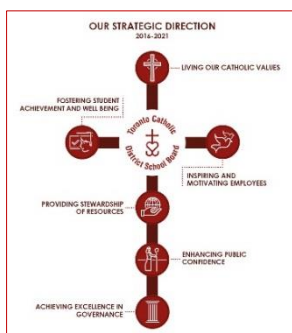 OUR STRATEGIC DIRECTION
2016-2021
LIVING OUR CATHOLIC VALUES
FOSTERING STUDENT
ACHIEVEMENT AND WELL BEING
Toronto Catholic
District School Board
INSPIRING AND
MOTIVATING EMPLOYEES
PROVIDING STEWARDSHIP
OF RESOURCES
ENHANCING PUBLIC
CONFIDENCE
ACHIEVING EXCELLENCE IN
GOVERNANCE